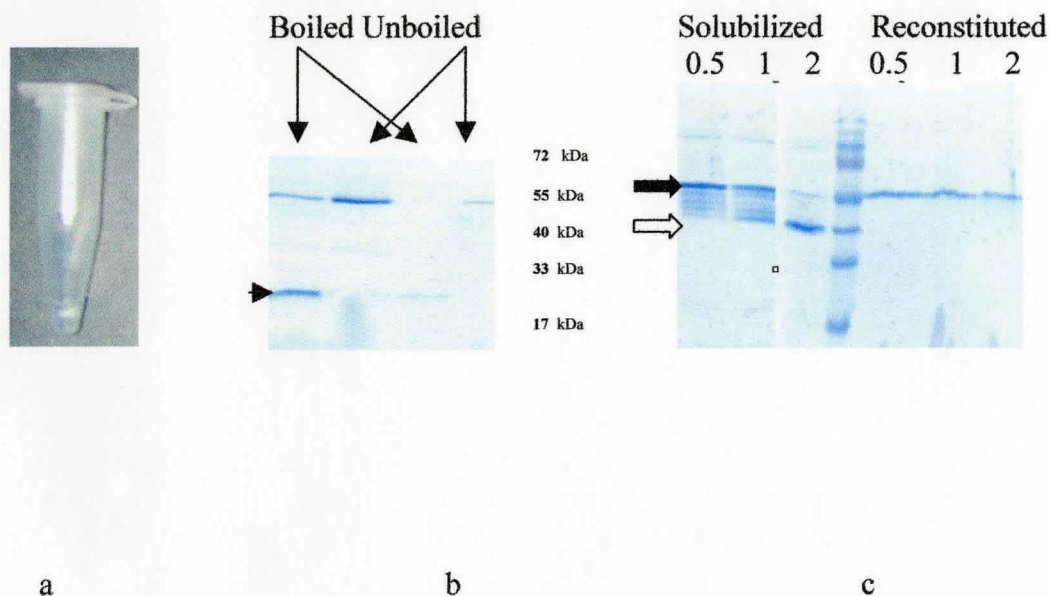 Boiled Unboiled
Solubilized Reconstituted
0.5 1 2 0.5 1 2
72 kDa
55 kDa
40 kDa
33 kDa
17 kDa
a b c